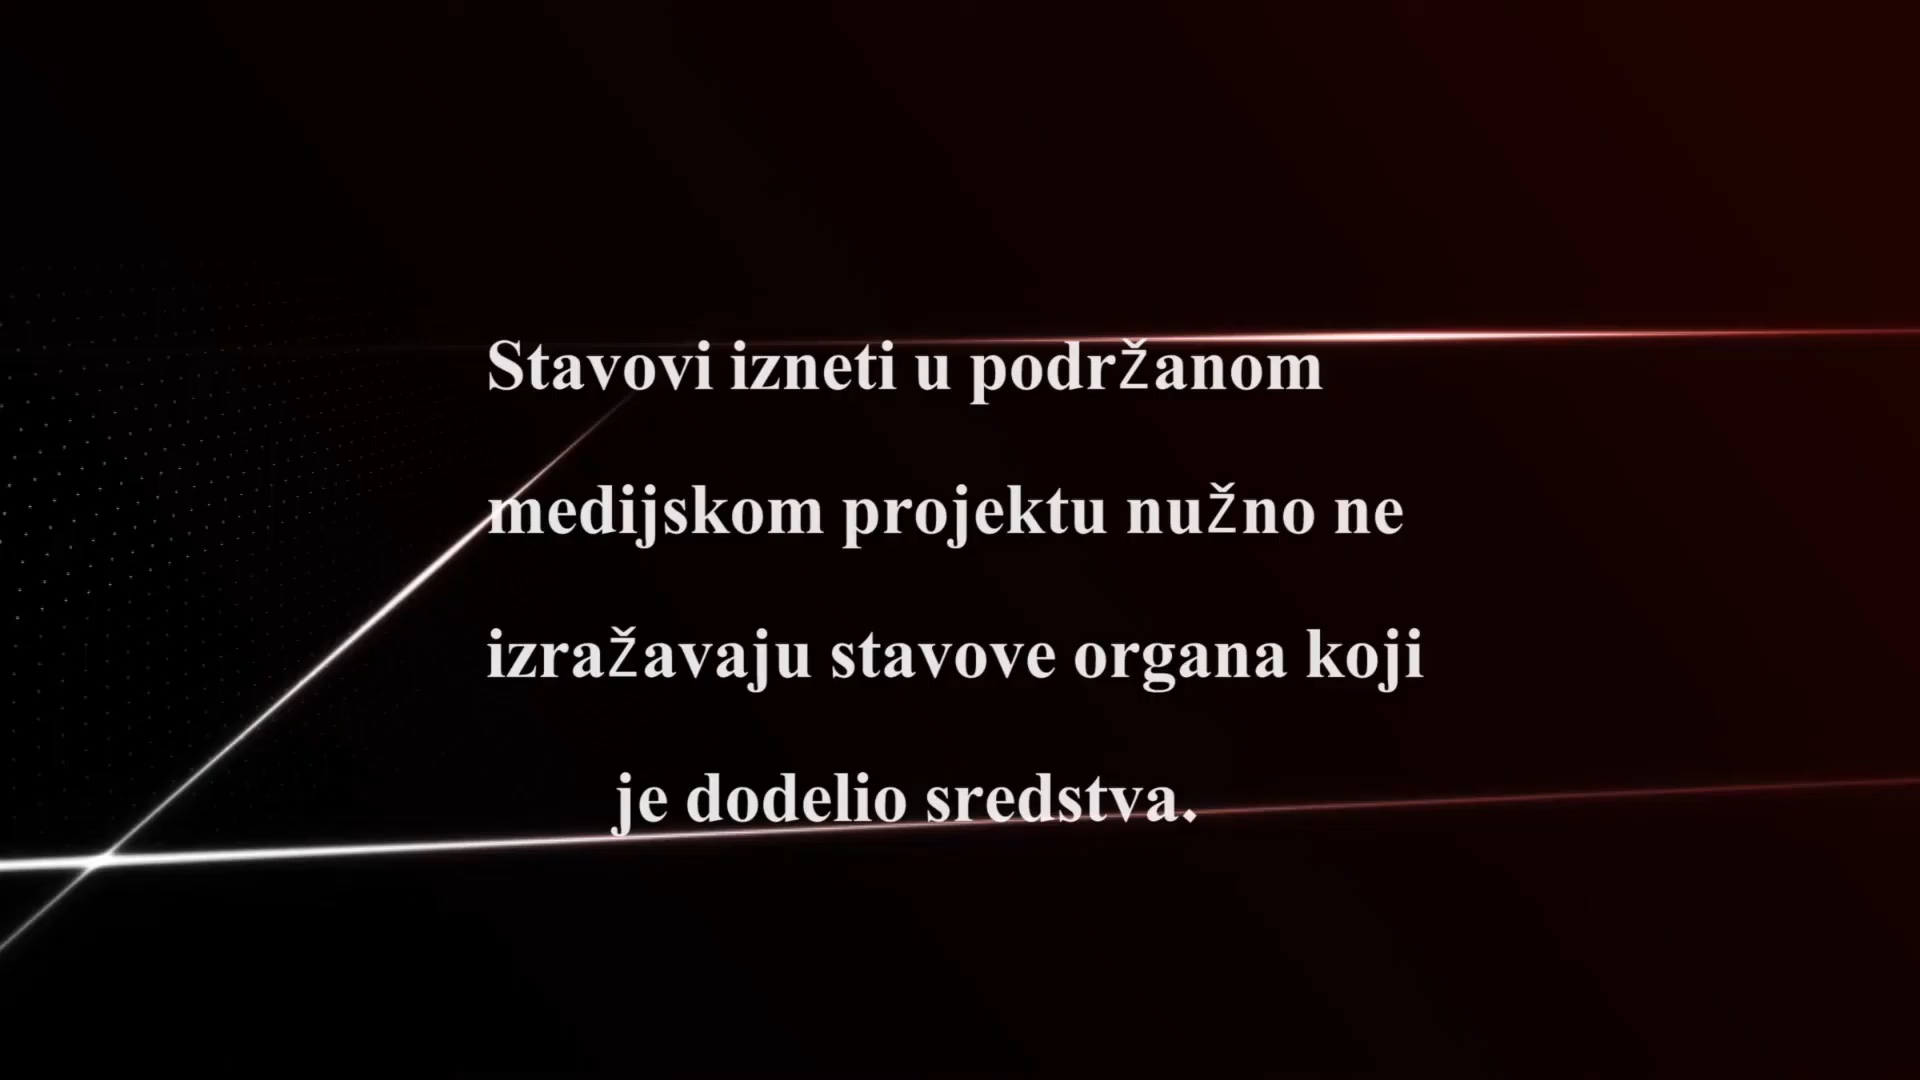 Stavovi izneti u podržanom
medijskom projektu nužno ne
izražavaju stavove organa koji
je dodelio sredstva.